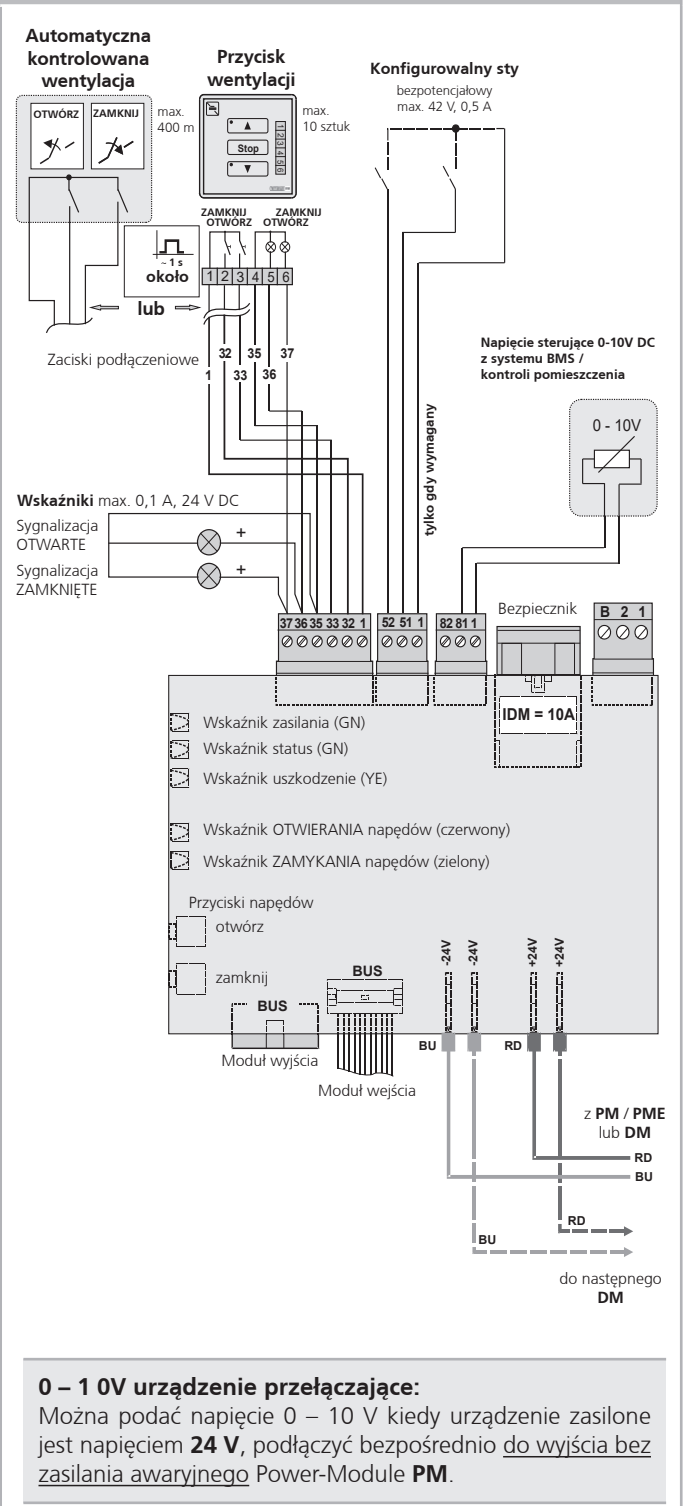 Automatyczna
kontrolowana
wentylacja
OTWÓRZ
ZAMKNIJ
max.
400 m
Przycisk
wentylacji
Stop
1 2 3 4 5 6
max.
10 sztuk
Konfigurowalny sty
bezpotencjałowy
max. 42 V, 0,5 A
ZAMKNIJ ZAMKNIJ
OTWÓRZ OTWÓRZ
~ 1 s
około
1 2 3 4 5 6
lub
Zaciski podłączeniowe
32 35 37
1 33 36
tylko gdy wymagany
Napięcie sterujące 0-10V DC
z systemu BMS /
kontroli pomieszczenia
0 - 10V
Wskaźniki max. 0,1 A, 24 V DC
Sygnalizacja
OTWARTE
+
Sygnalizacja
ZAMKNIĘTE
+
37 36 35 33 32 1
52 51 1
82 81 1
Bezpiecznik
B 2 1
IDM = 10A
Wskaźnik zasilania (GN)
Wskaźnik status (GN)
Wskaźnik uszkodzenie (YE)
Wskaźnik OTWIERANIA napędów (czerwony)
Wskaźnik ZAMYKANIA napędów (zielony)
Przyciski napędów
otwórz
zamknij
BUS
Moduł wyjścia
BUS
Moduł wejścia
-24V
-24V
+24V
+24V
BU
RD
z PM / PME
lub DM
RD
BU
RD
BU
do następnego
DM
0 – 1 0V urządzenie przełączające:
Można podać napięcie 0 – 10 V kiedy urządzenie zasilone
jest napięciem 24 V, podłączyć bezpośrednio do wyjścia bez
zasilania awaryjnego Power-Module PM.